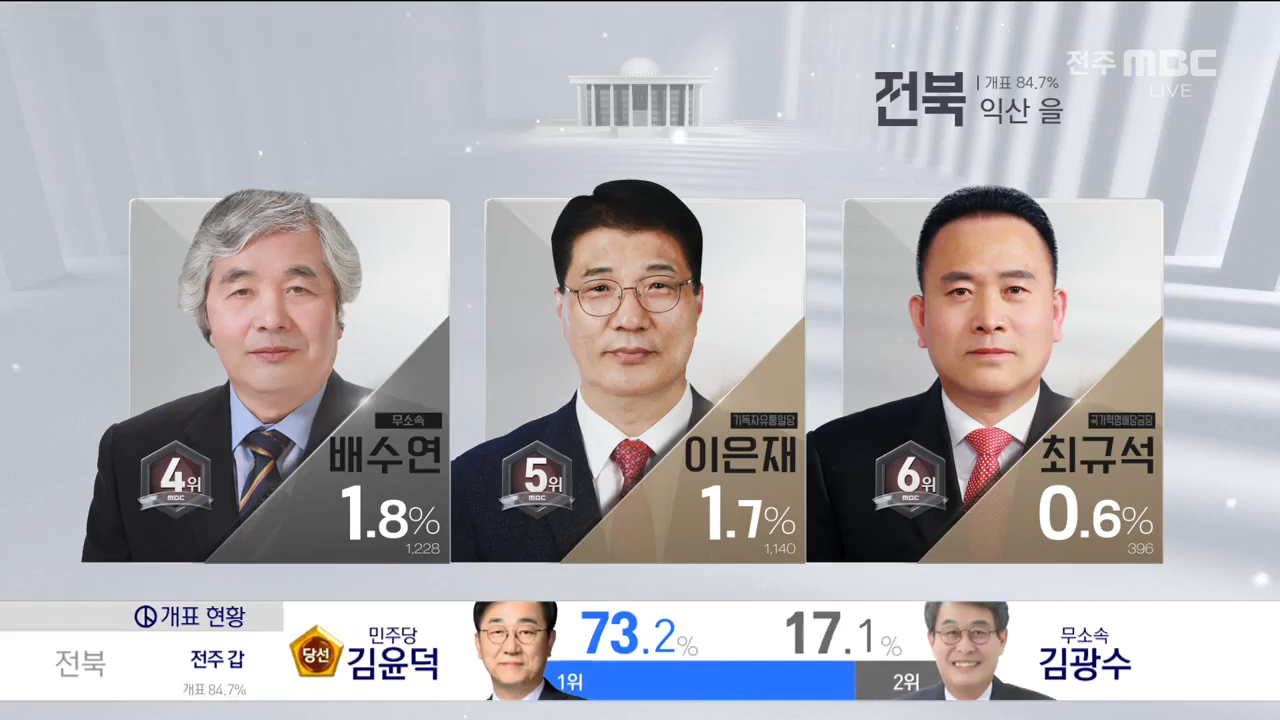 전주 MBC
LIVE
전북
개표 84.7%
익산 을
무소속
배수연
4위
MBC
1.8%
1,228
기독자유통일당
이은재
5위
MBC
1.7%
1,140
국가혁명배당금당
최규석
6위
MBC
0.6%
396
개표 현황
전북
전주 갑
개표 84.7%
당선
민주당
김윤덕
73.2%
1위
17.1%
2위
무소속
김광수